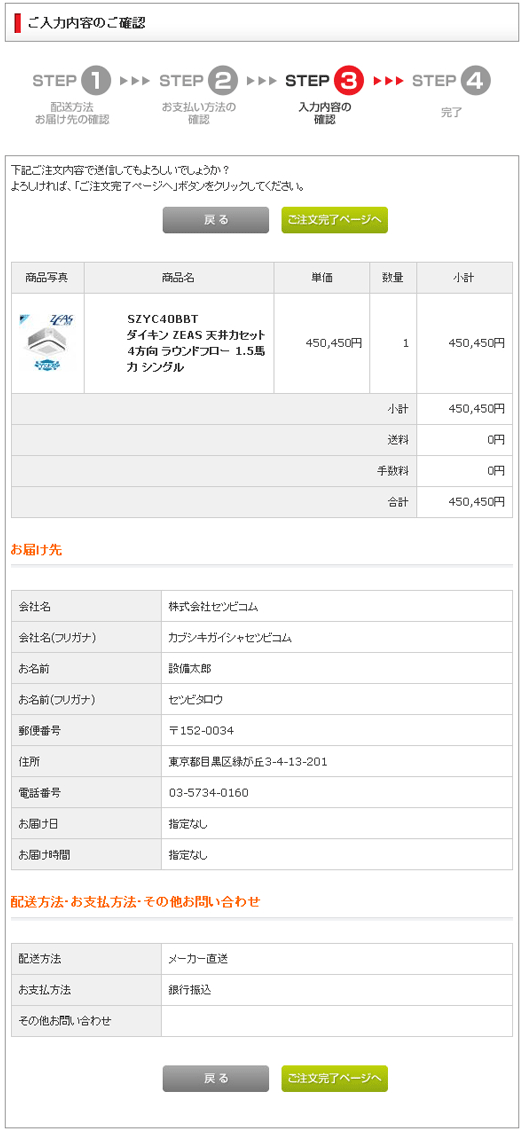 ご入力内容のご確認
STEP 1 STEP 2 STEP 3 STEP 4
配送方法
お届け先の確認
お支払い方法の
確認
入力内容の
確認
完了
下記ご注文内容で送信してもよろしいでしょうか？
よろしければ、「ご注文完了ページへ」ボタンをクリックしてください。
戻る ご注文完了ページへ
商品写真 商品名 単価 数量 小計
ZEAS
SZYC40BBT
ダイキン ZEAS 天井カセット
4方向 ラウンドフロー 1.5馬
力 シングル
450,450円 1 450,450円
小計 450,450円
送料 0円
手数料 0円
合計 450,450円
お届け先
会社名 株式会社セツビコム
会社名(フリガナ) カブシキガイシャセツビコム
お名前 設備太郎
お名前(フリガナ) セツビタロウ
郵便番号 〒152-0034
住所 東京都目黒区緑が丘3-4-13-201
電話番号 03-5734-0160
お届け日 指定なし
お届け時間 指定なし
配送方法・お支払方法・その他お問い合わせ
配送方法 メーカー直送
お支払方法 銀行振込
その他お問い合わせ
戻る ご注文完了ページへ